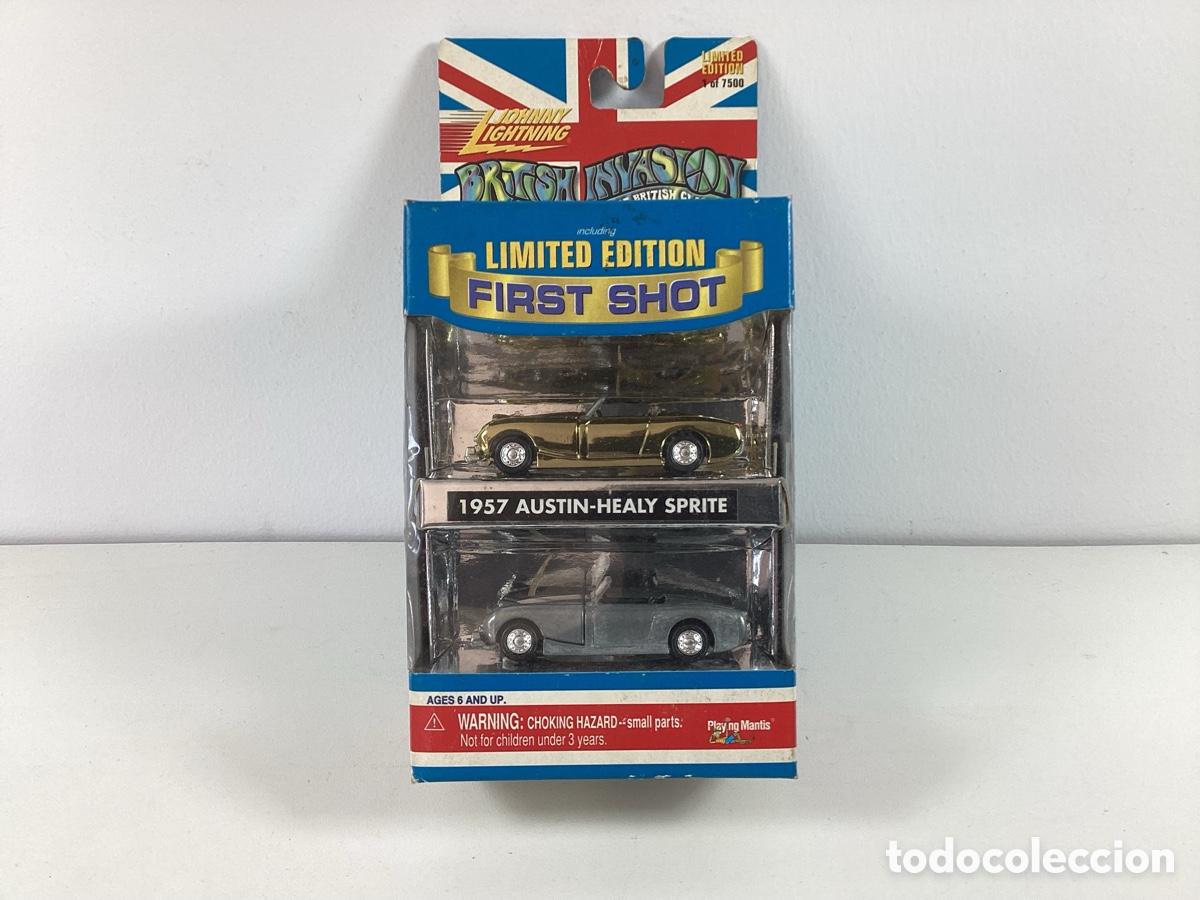 LIMITED
EDITION
1 of 7500
JOHNNY
LIGHTNING
BRITISH INVASION
BRITISH
including
LIMITED EDITION
FIRST SHOT
1957 AUSTIN-HEALY SPRITE
AGES 6 AND UP.
WARNING: CHOKING HAZARD--small parts.
Not for children under 3 years.
Playing Mantis
todocoleccion